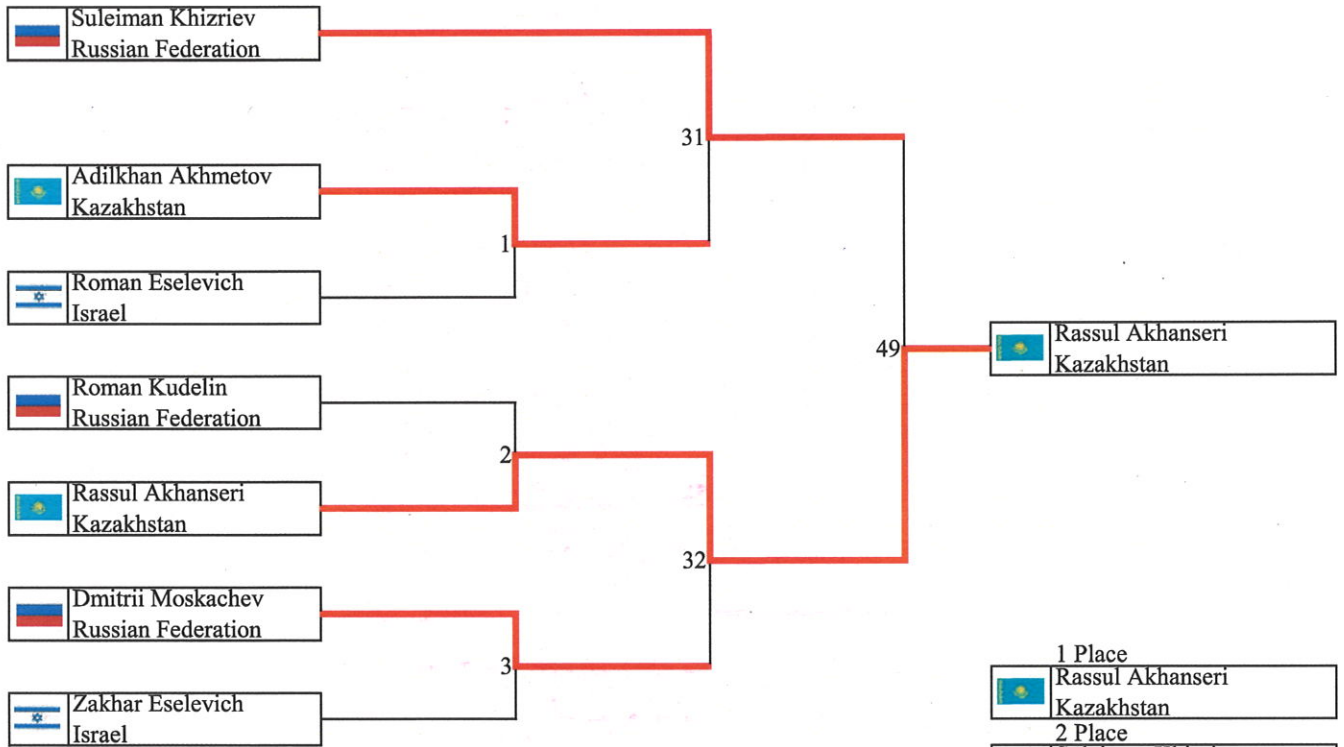 Suleiman Khizriev
Russian Federation
31
Adilkhan Akhmetov
Kazakhstan
1
Roman Eselevich
Israel
49
Rassul Akhanseri
Kazakhstan
Roman Kudelin
Russian Federation
2
Rassul Akhanseri
Kazakhstan
32
Dmitrii Moskachev
Russian Federation
3
Zakhar Eselevich
Israel
1 Place
Rassul Akhanseri
Kazakhstan
2 Place